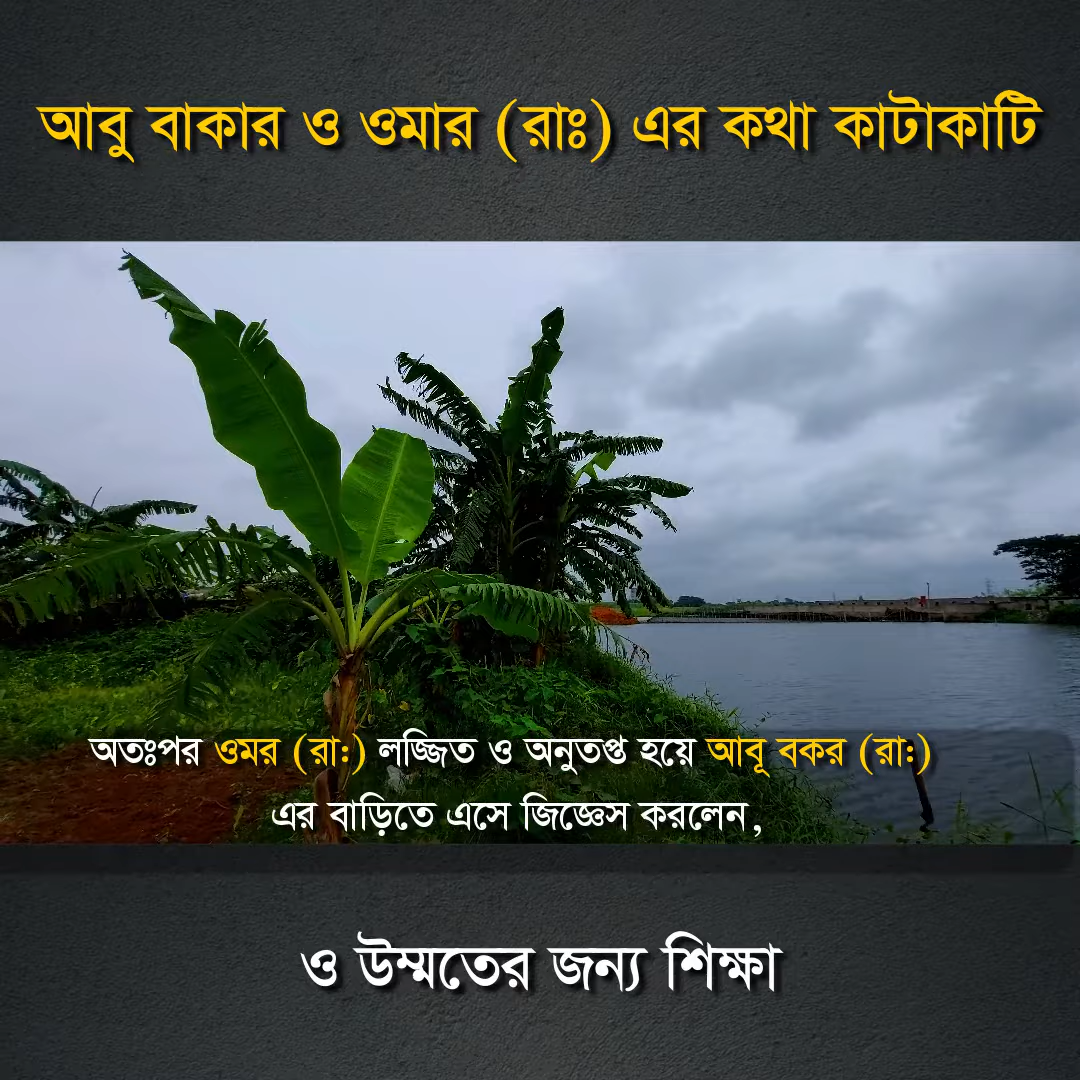 আবু বাকার ও ওমার (রাঃ) এর কথা কাটাকাটি
অতঃপর ওমর (রা:) লজ্জিত ও অনুতপ্ত হয়ে আবূ বকর (রা:)
এর বাড়িতে এসে জিজ্ঞেস করলেন,
ও উম্মতের জন্য শিক্ষা